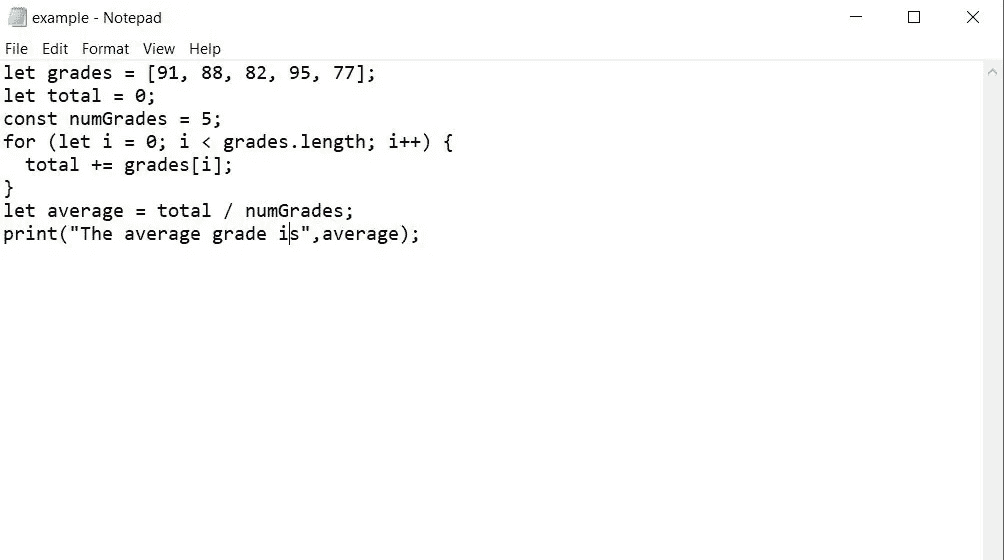 example - Notepad
File Edit Format View Help
let grades = [91, 88, 82, 95, 77];
let total = 0;
const numGrades = 5;
for (let i = 0; i < grades.length; i++) {
  total += grades[i];
}
let average = total / numGrades;
print("The average grade is",average);